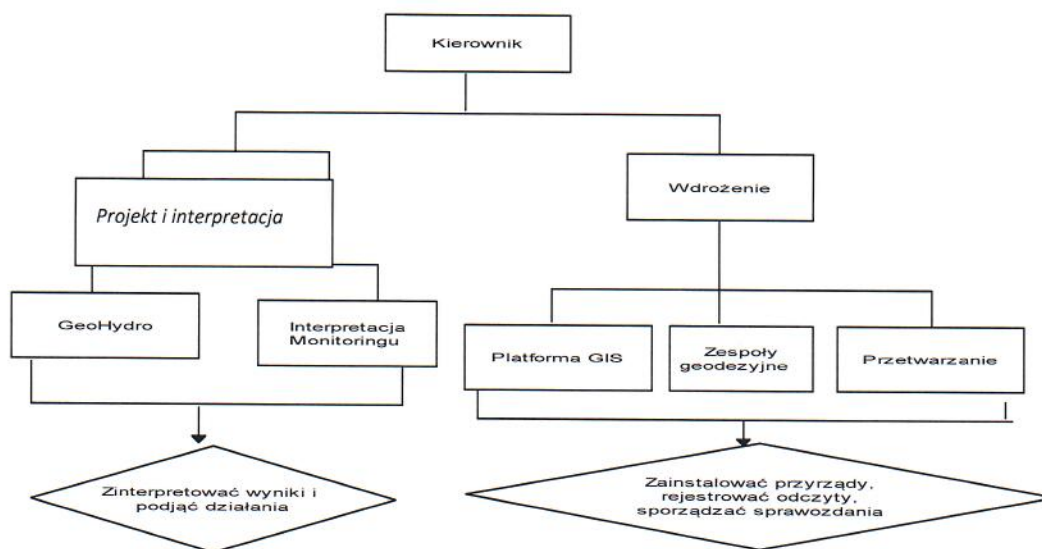 Kierownik
Projekt i interpretacja
Wdrożenie
GeoHydro
Interpretacja
Monitoringu
Platforma GIS
Zespoły
geodezyjne
Przetwarzanie
Zinterpretować wyniki i
podjąć działania
Zainstalować przyrządy,
rejestrować odczyty,
sporządzać sprawozdania